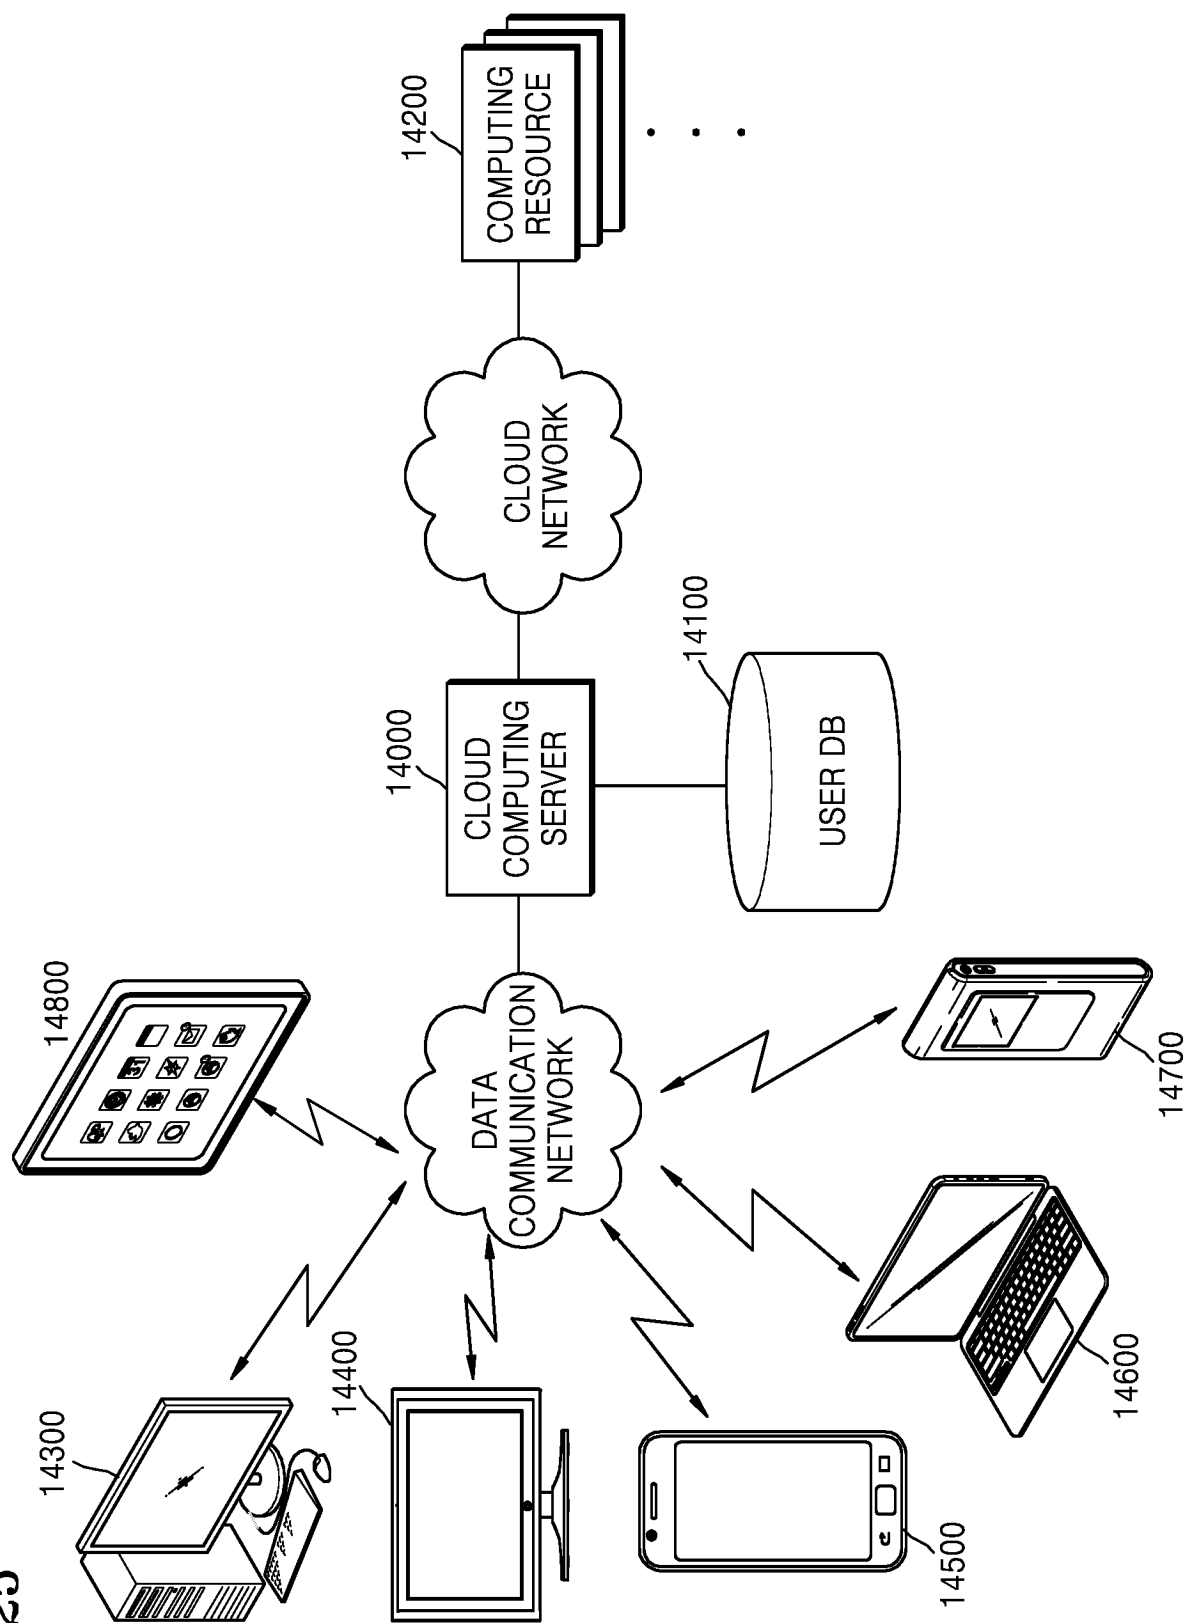 25
14800
14300
14400
14500
14600
14700
DATA
COMMUNICATION
NETWORK
14000
CLOUD
COMPUTING
SERVER
14100
USER DB
CLOUD
NETWORK
14200
COMPUTING
RESOURCE